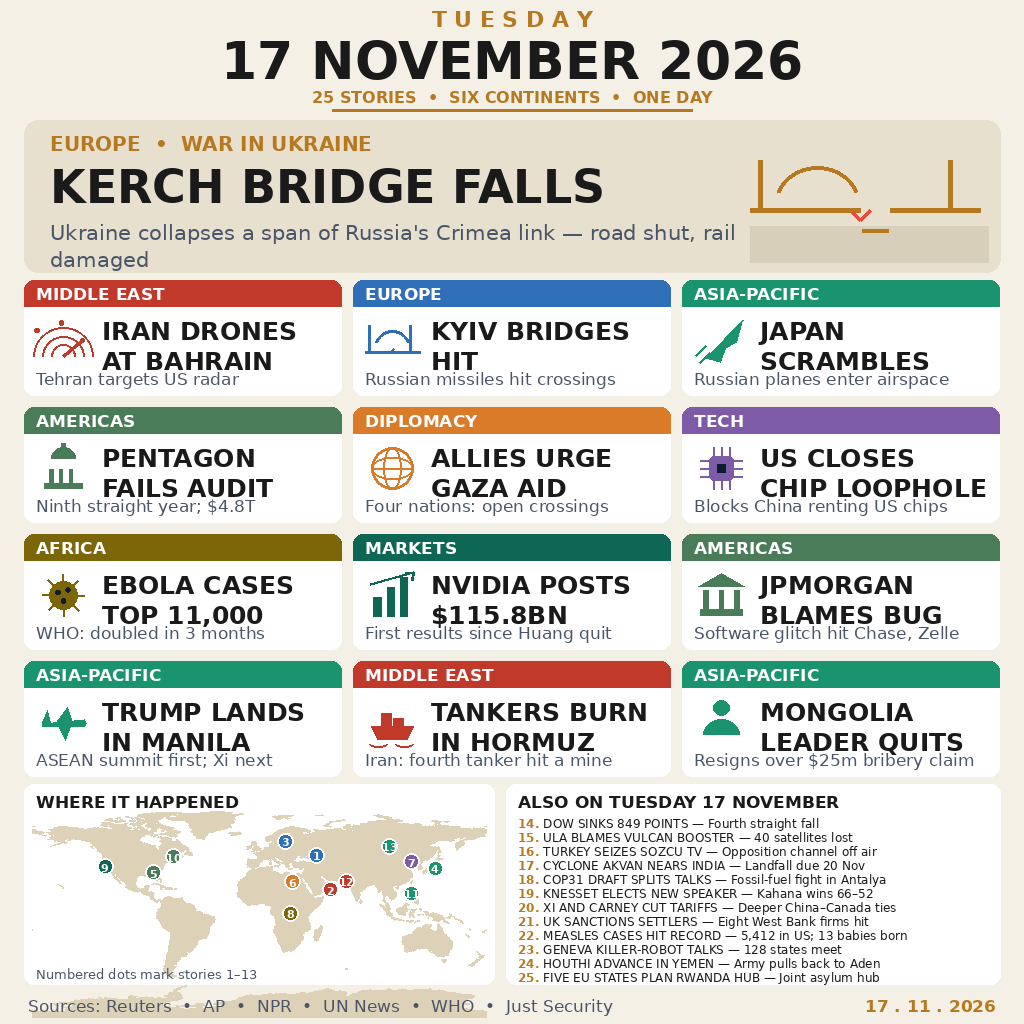 TUESDAY
17 NOVEMBER 2026
25 STORIES • SIX CONTINENTS • ONE DAY
EUROPE • WAR IN UKRAINE
KERCH BRIDGE FALLS
Ukraine collapses a span of Russia's Crimea link — road shut, rail
damaged
MIDDLE EAST
IRAN DRONES
AT BAHRAIN
Tehran targets US radar
EUROPE
KYIV BRIDGES
HIT
Russian missiles hit crossings
ASIA-PACIFIC
JAPAN
SCRAMBLES
Russian planes enter airspace
AMERICAS
PENTAGON
FAILS AUDIT
Ninth straight year; $4.8T
DIPLOMACY
ALLIES URGE
GAZA AID
Four nations: open crossings
TECH
US CLOSES
CHIP LOOPHOLE
Blocks China renting US chips
AFRICA
EBOLA CASES
TOP 11,000
WHO: doubled in 3 months
MARKETS
NVIDIA POSTS
$115.8BN
First results since Huang quit
AMERICAS
JPMORGAN
BLAMES BUG
Software glitch hit Chase, Zelle
ASIA-PACIFIC
TRUMP LANDS
IN MANILA
ASEAN summit first; Xi next
MIDDLE EAST
TANKERS BURN
IN HORMUZ
Iran: fourth tanker hit a mine
ASIA-PACIFIC
MONGOLIA
LEADER QUITS
Resigns over $25m bribery claim
WHERE IT HAPPENED
3
1
13
10
7
9
5
4
6
12
2
11
8
Numbered dots mark stories 1–13
ALSO ON TUESDAY 17 NOVEMBER
14. DOW SINKS 849 POINTS — Fourth straight fall
15. ULA BLAMES VULCAN BOOSTER — 40 satellites lost
16. TURKEY SEIZES SOZCU TV — Opposition channel off air
17. CYCLONE AKVAN NEARS INDIA — Landfall due 20 Nov
18. COP31 DRAFT SPLITS TALKS — Fossil-fuel fight in Antalya
19. KNESSET ELECTS NEW SPEAKER — Kahana wins 66–52
20. XI AND CARNEY CUT TARIFFS — Deeper China–Canada ties
21. UK SANCTIONS SETTLERS — Eight West Bank firms hit
22. MEASLES CASES HIT RECORD — 5,412 in US; 13 babies born
23. GENEVA KILLER-ROBOT TALKS — 128 states meet
24. HOUTHI ADVANCE IN YEMEN — Army pulls back to Aden
25. FIVE EU STATES PLAN RWANDA HUB — Joint asylum hub
Sources: Reuters • AP • NPR • UN News • WHO • Just Security
17 . 11 . 2026